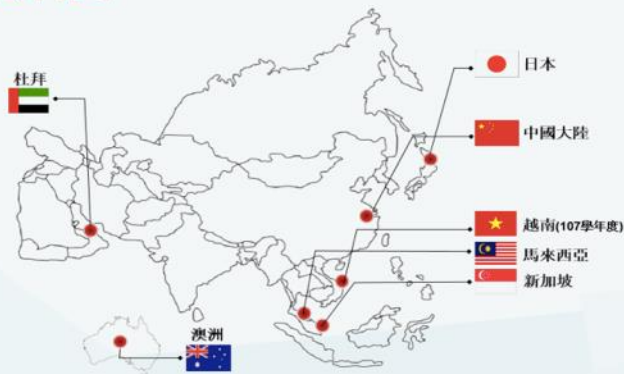 杜拜
日本
中國大陸
越南(107學年度)
馬來西亞
新加坡
澳洲